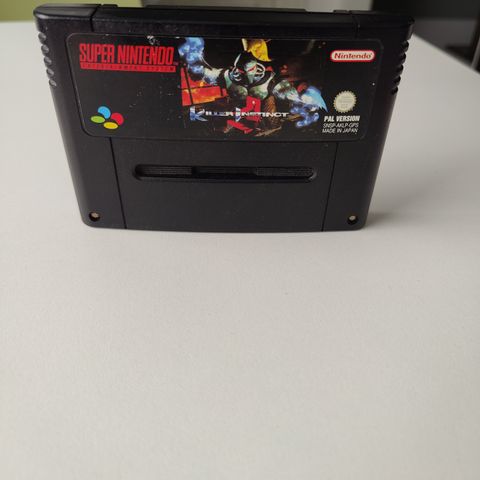 SUPER NINTENDO
ENTERTAINMENT SYSTEM
Nintendo
KILLER INSTINCT
PAL VERSION
SNSP-AKLP-GPS
MADE IN JAPAN